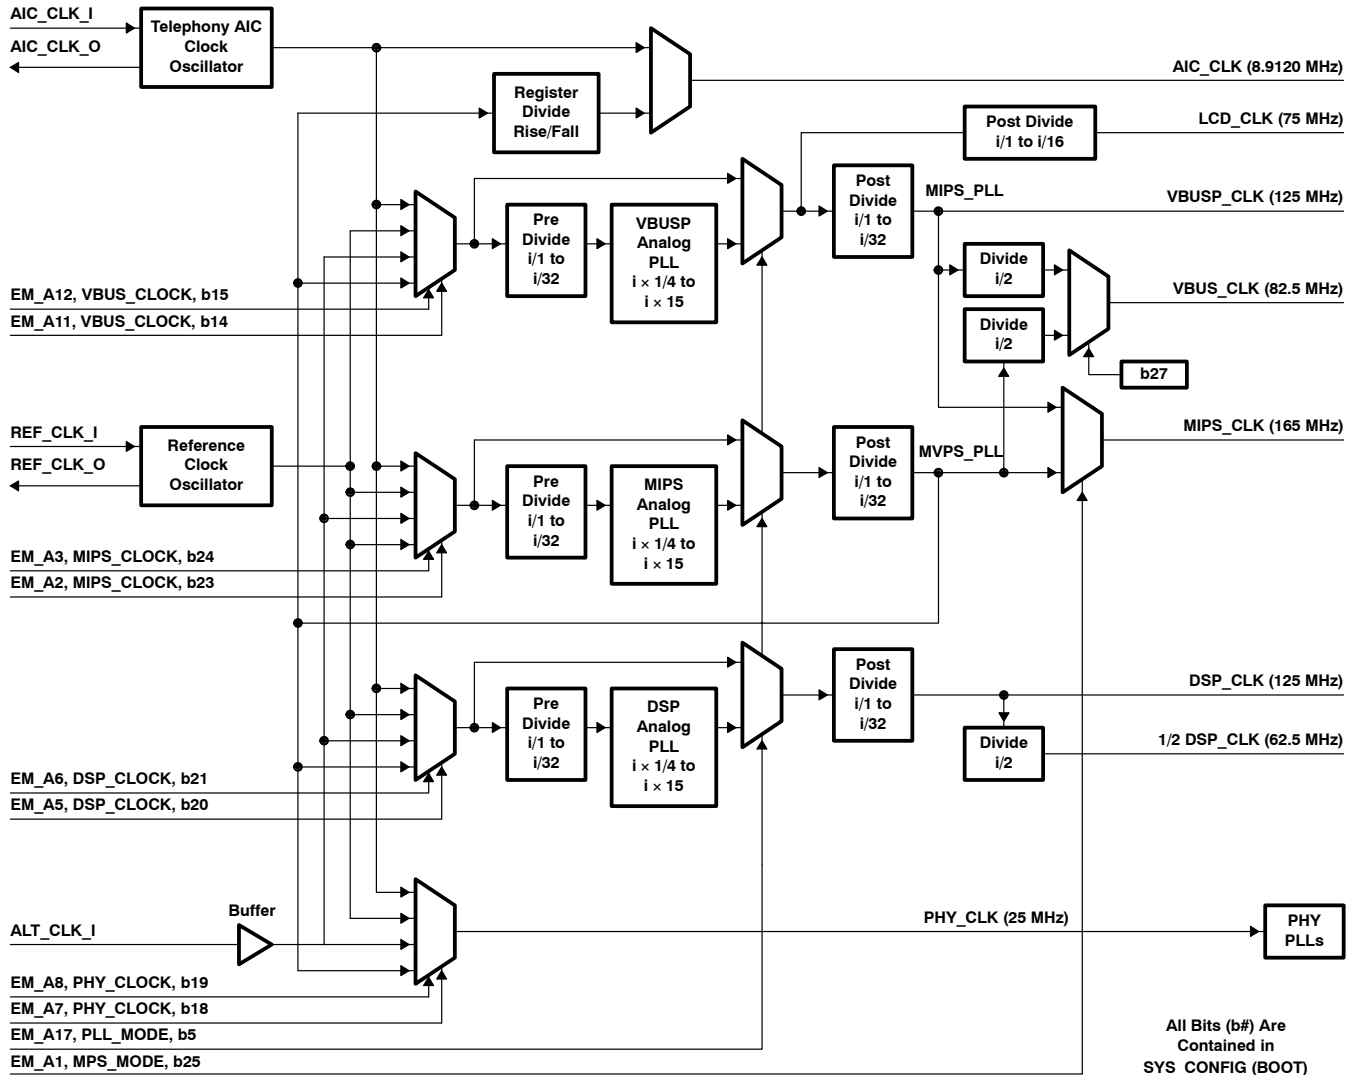 AIC_CLK_I
AIC_CLK_O
Telephony AIC
Clock
Oscillator
Register
Divide
Rise/Fall
AIC_CLK (8.9120 MHz)
Post Divide
i/1 to i/16
LCD_CLK (75 MHz)
Pre
Divide
i/1 to
i/32
VBUSP
Analog
PLL
i × 1/4 to
i × 15
Post
Divide
i/1 to
i/32
MIPS_PLL
VBUSP_CLK (125 MHz)
Divide
i/2
VBUS_CLK (82.5 MHz)
Divide
i/2
b27
EM_A12, VBUS_CLOCK, b15
EM_A11, VBUS_CLOCK, b14
REF_CLK_I
REF_CLK_O
Reference
Clock
Oscillator
Pre
Divide
i/1 to
i/32
MIPS
Analog
PLL
i × 1/4 to
i × 15
Post
Divide
i/1 to
i/32
MVPS_PLL
MIPS_CLK (165 MHz)
EM_A3, MIPS_CLOCK, b24
EM_A2, MIPS_CLOCK, b23
Pre
Divide
i/1 to
i/32
DSP
Analog
PLL
i × 1/4 to
i × 15
Post
Divide
i/1 to
i/32
DSP_CLK (125 MHz)
Divide
i/2
1/2 DSP_CLK (62.5 MHz)
EM_A6, DSP_CLOCK, b21
EM_A5, DSP_CLOCK, b20
Buffer
ALT_CLK_I
PHY_CLK (25 MHz)
PHY
PLLs
EM_A8, PHY_CLOCK, b19
EM_A7, PHY_CLOCK, b18
EM_A17, PLL_MODE, b5
EM_A1, MPS_MODE, b25
All Bits (b#) Are
Contained in
SYS_CONFIG (BOOT)